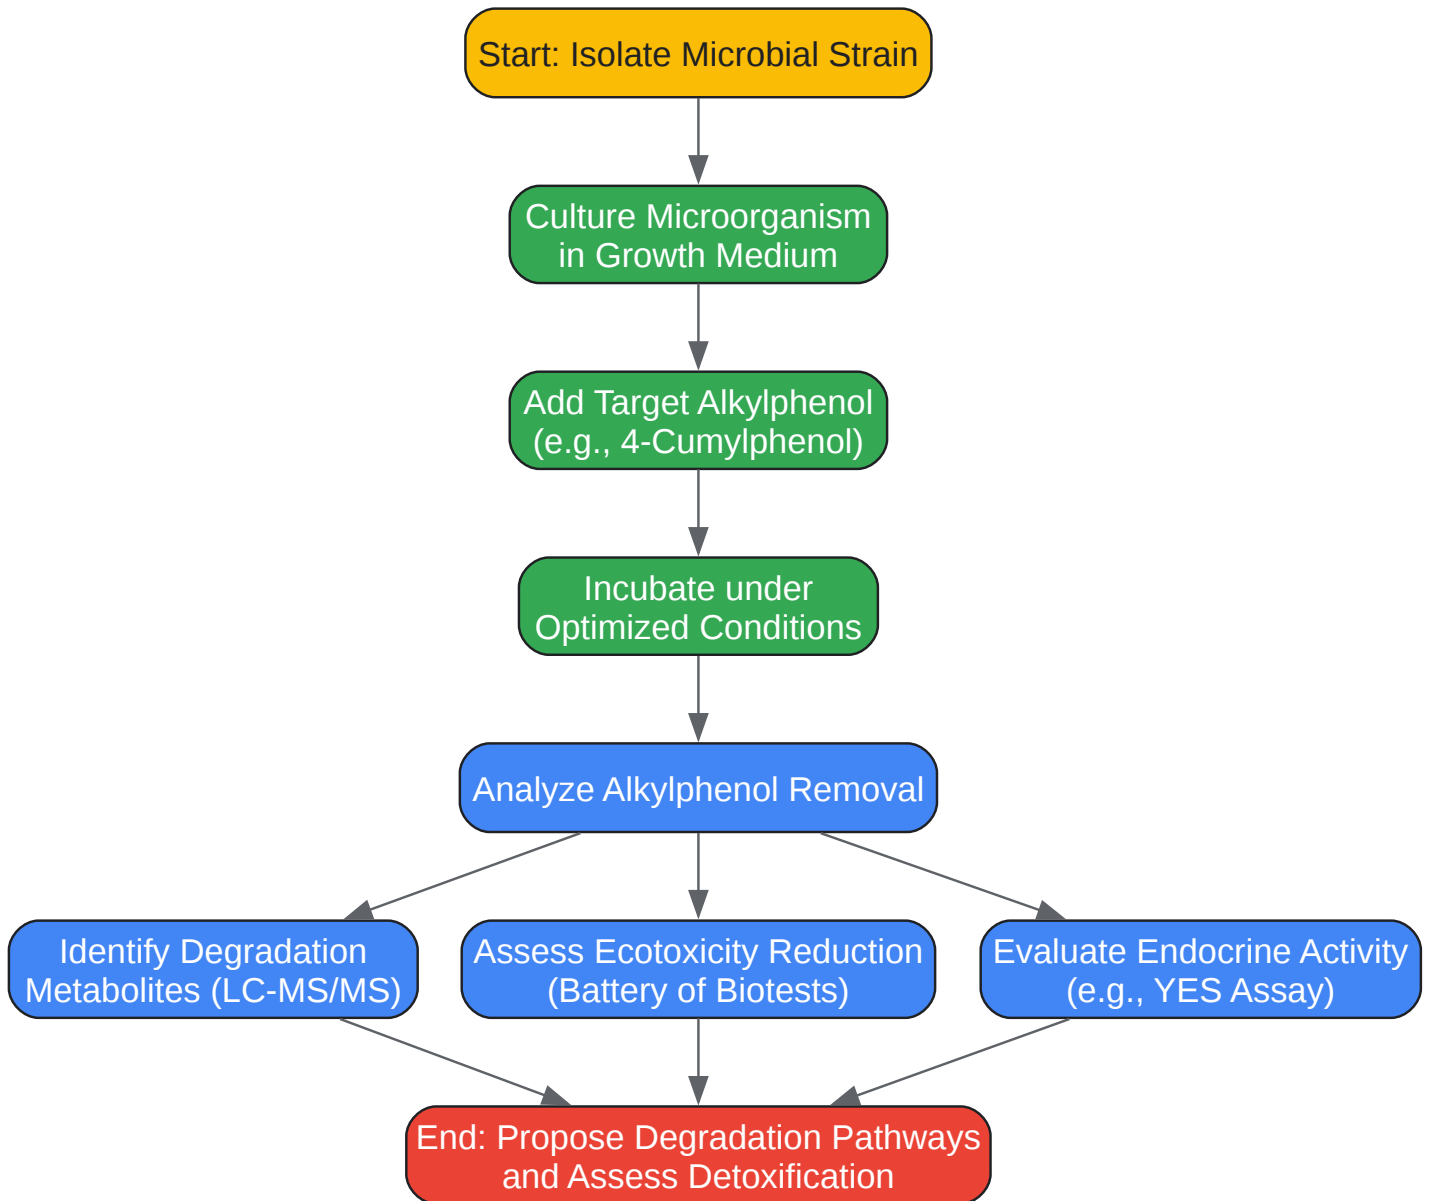 Start: Isolate Microbial Strain
Culture Microorganism
in Growth Medium
Add Target Alkylphenol
(e.g., 4-Cumylphenol)
Incubate under
Optimized Conditions
Analyze Alkylphenol Removal
Identify Degradation
Metabolites (LC-MS/MS)
Assess Ecotoxicity Reduction
(Battery of Biotests)
Evaluate Endocrine Activity
(e.g., YES Assay)
End: Propose Degradation Pathways
and Assess Detoxification